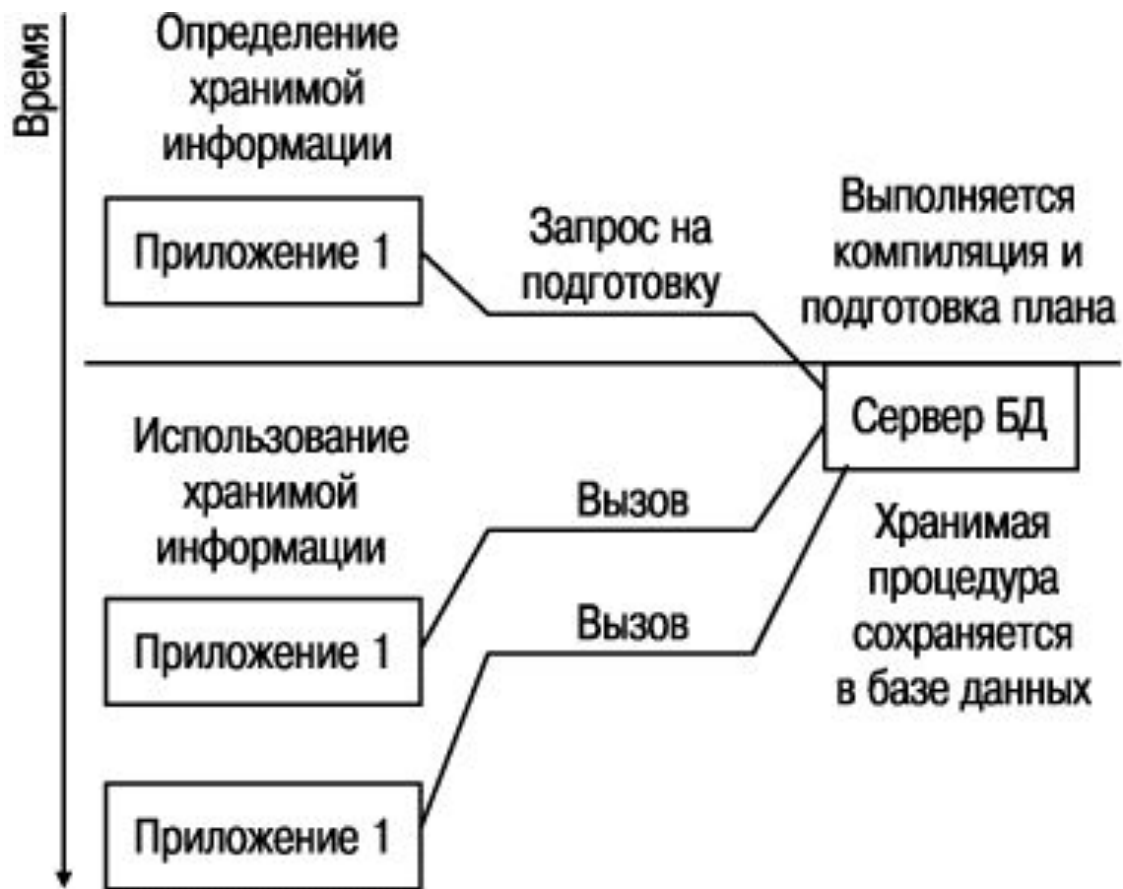 Время
Определение
хранимой
информации
Приложение 1
Запрос на
подготовку
Выполняется
компиляция и
подготовка плана
Сервер БД
Использование
хранимой
информации
Вызов
Приложение 1
Вызов
Хранимая
процедура
сохраняется
в базе данных
Приложение 1